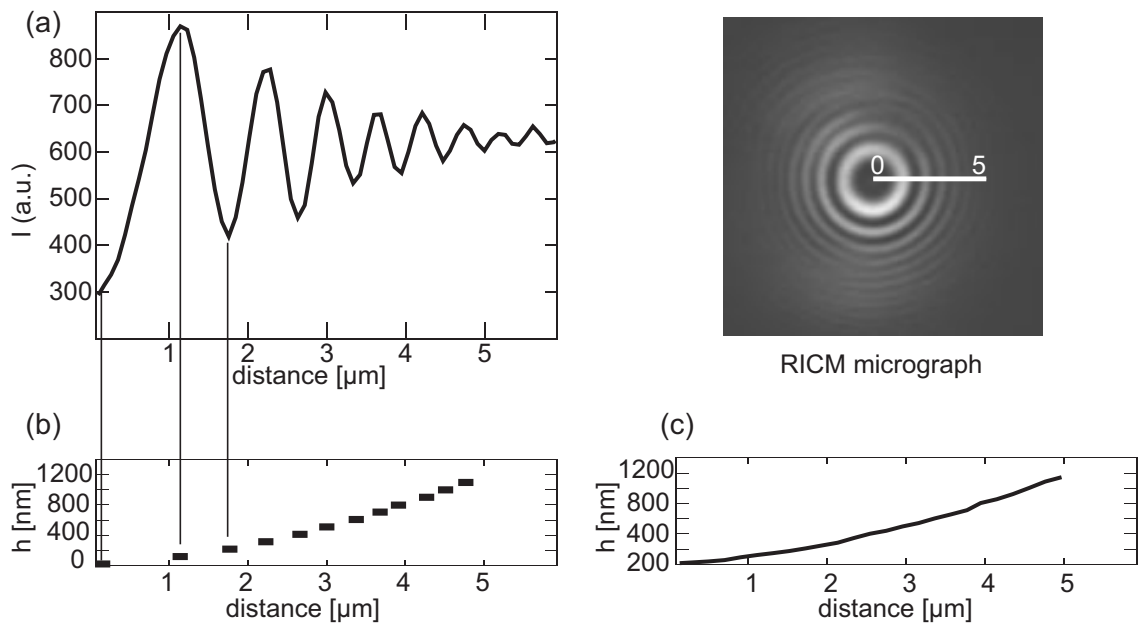 (a)
I (a.u.)
800
700
600
500
400
300
1 2 3 4 5
distance [µm]
0 5
RICM micrograph
(b)
h [nm]
1200
800
400
0
1 2 3 4 5
distance [µm]
(c)
h [nm]
1200
800
400
200
1 2 3 4 5
distance [µm]